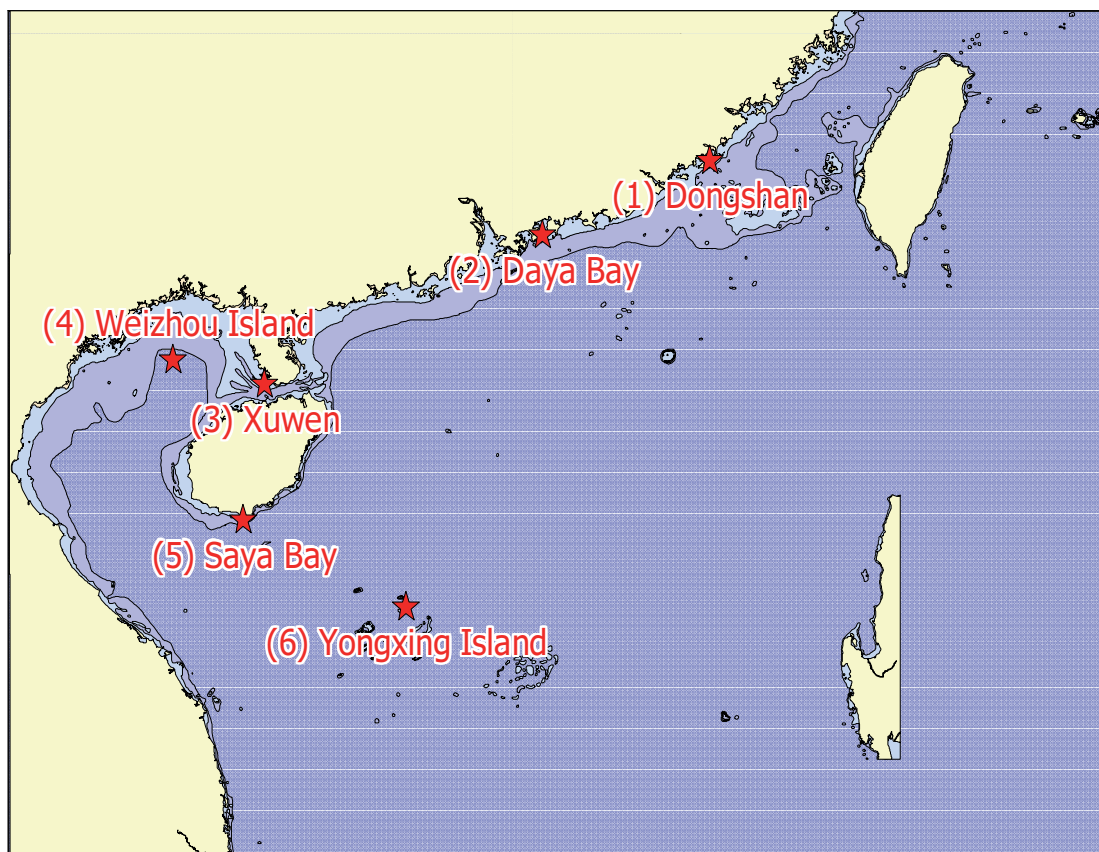 (1) Dongshan
(2) Daya Bay
(4) Weizhou Island
(3) Xuwen
(5) Saya Bay
(6) Yongxing Island